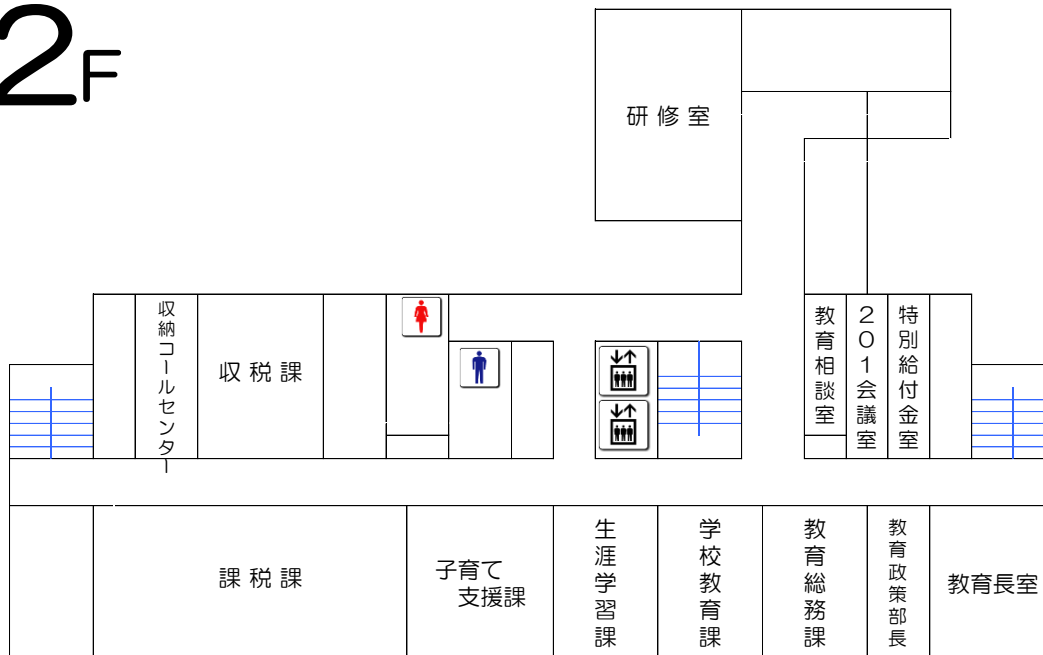 2F
研修室
収納コールセンター
収税課
教育相談室
201会議室
特別給付金室
課税課
子育て
支援課
生涯学習課
学校教育課
教育総務課
教育政策部長
教育長室